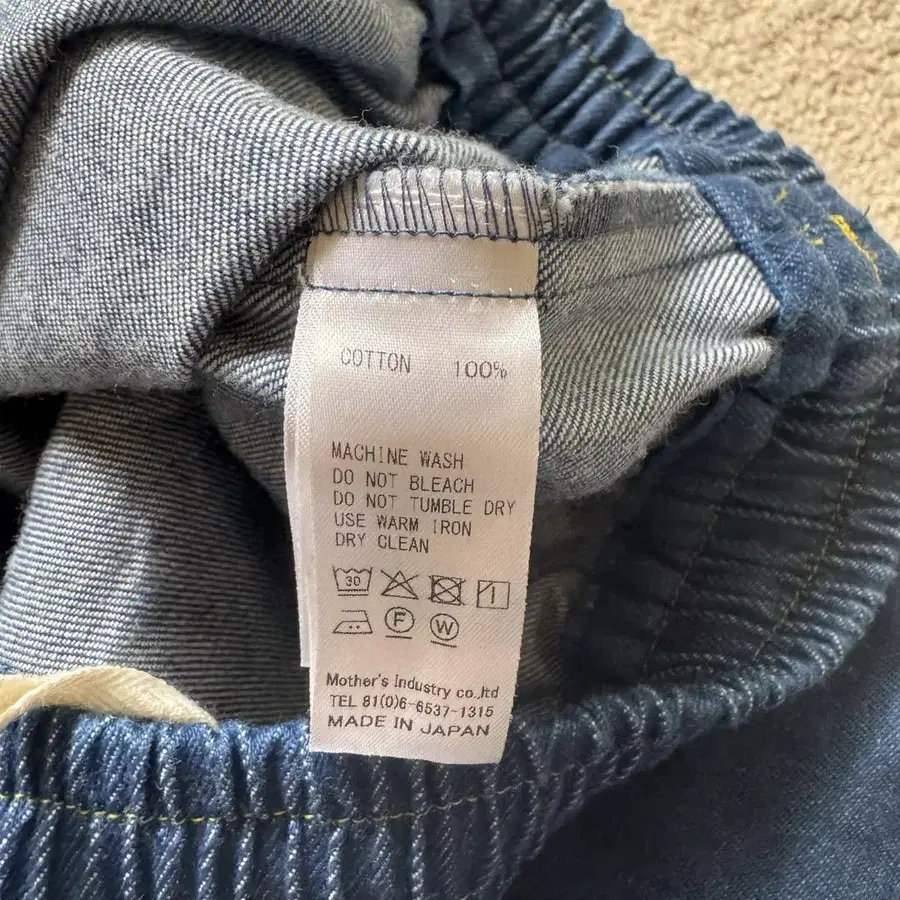 COTTON 100%
MACHINE WASH
DO NOT BLEACH
DO NOT TUMBLE DRY
USE WARM IRON
DRY CLEAN
30
F W
Mother's Industry co.,ltd
TEL 81(0)6-6537-1315
MADE IN JAPAN